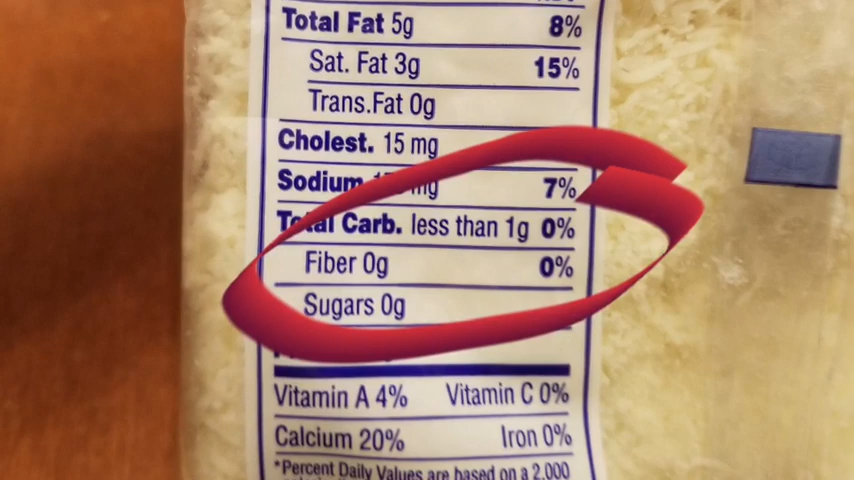 Total Fat 5g 8%
Sat. Fat 3g 15%
Trans.Fat 0g
Cholest. 15 mg
Sodium mg 7%
Total Carb. less than 1g 0%
Fiber 0g 0%
Sugars 0g
Vitamin A 4% Vitamin C 0%
Calcium 20% Iron 0%
*Percent Daily Values are based on a 2,000